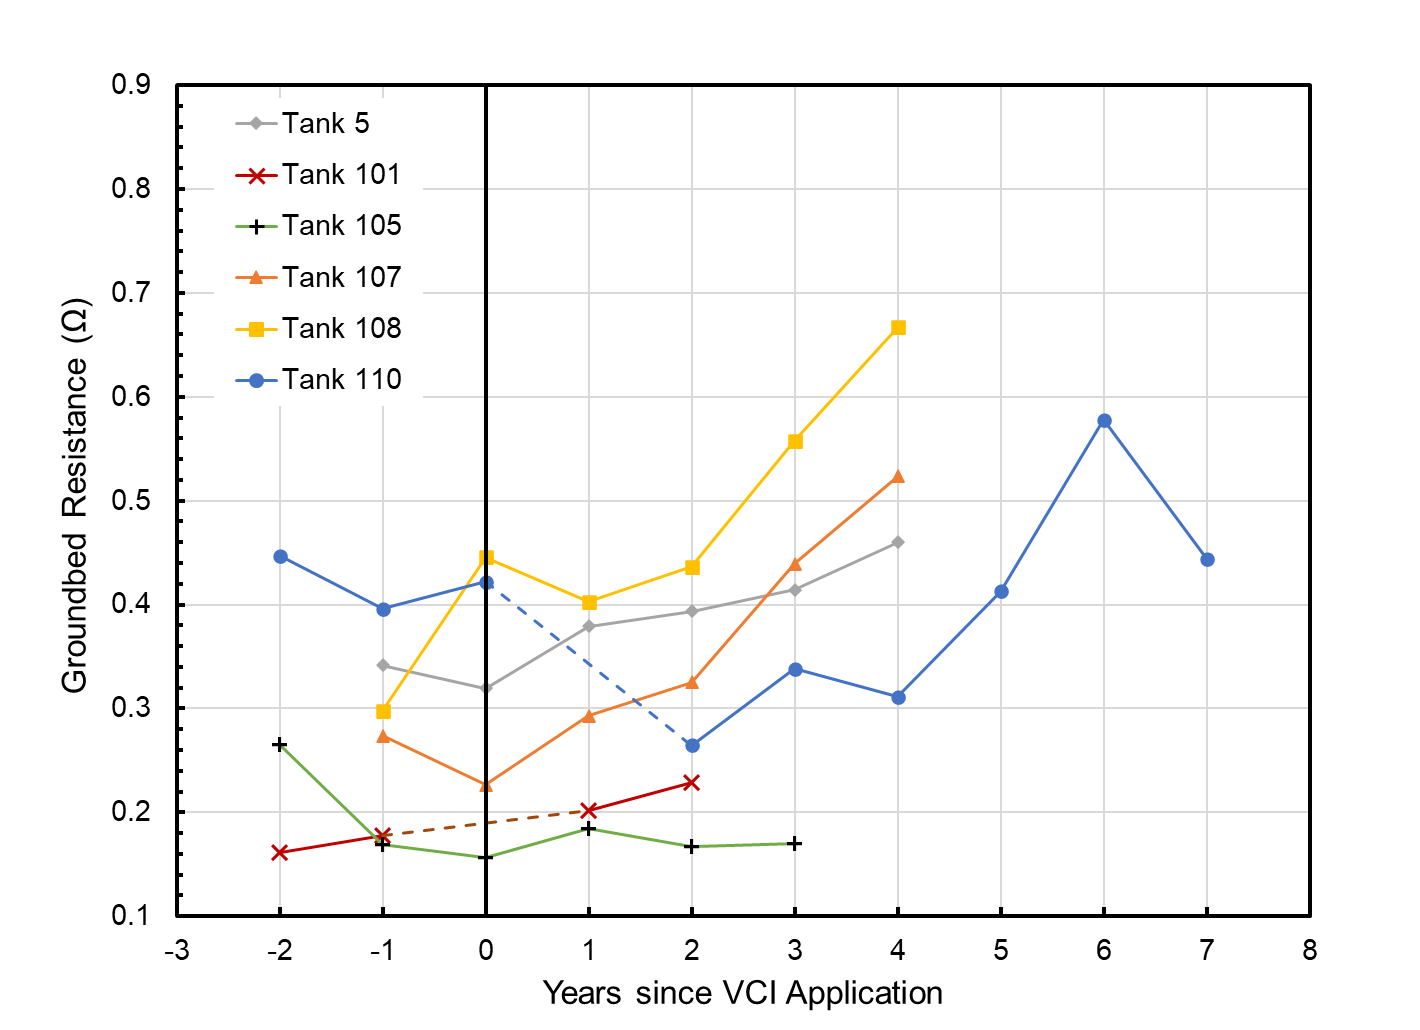 0.9
0.8
0.7
0.6
0.5
0.4
0.3
0.2
0.1
Groundbed Resistance (Ω)
Tank 5
Tank 101
Tank 105
Tank 107
Tank 108
Tank 110
-3 -2 -1 0 1 2 3 4 5 6 7 8
Years since VCI Application